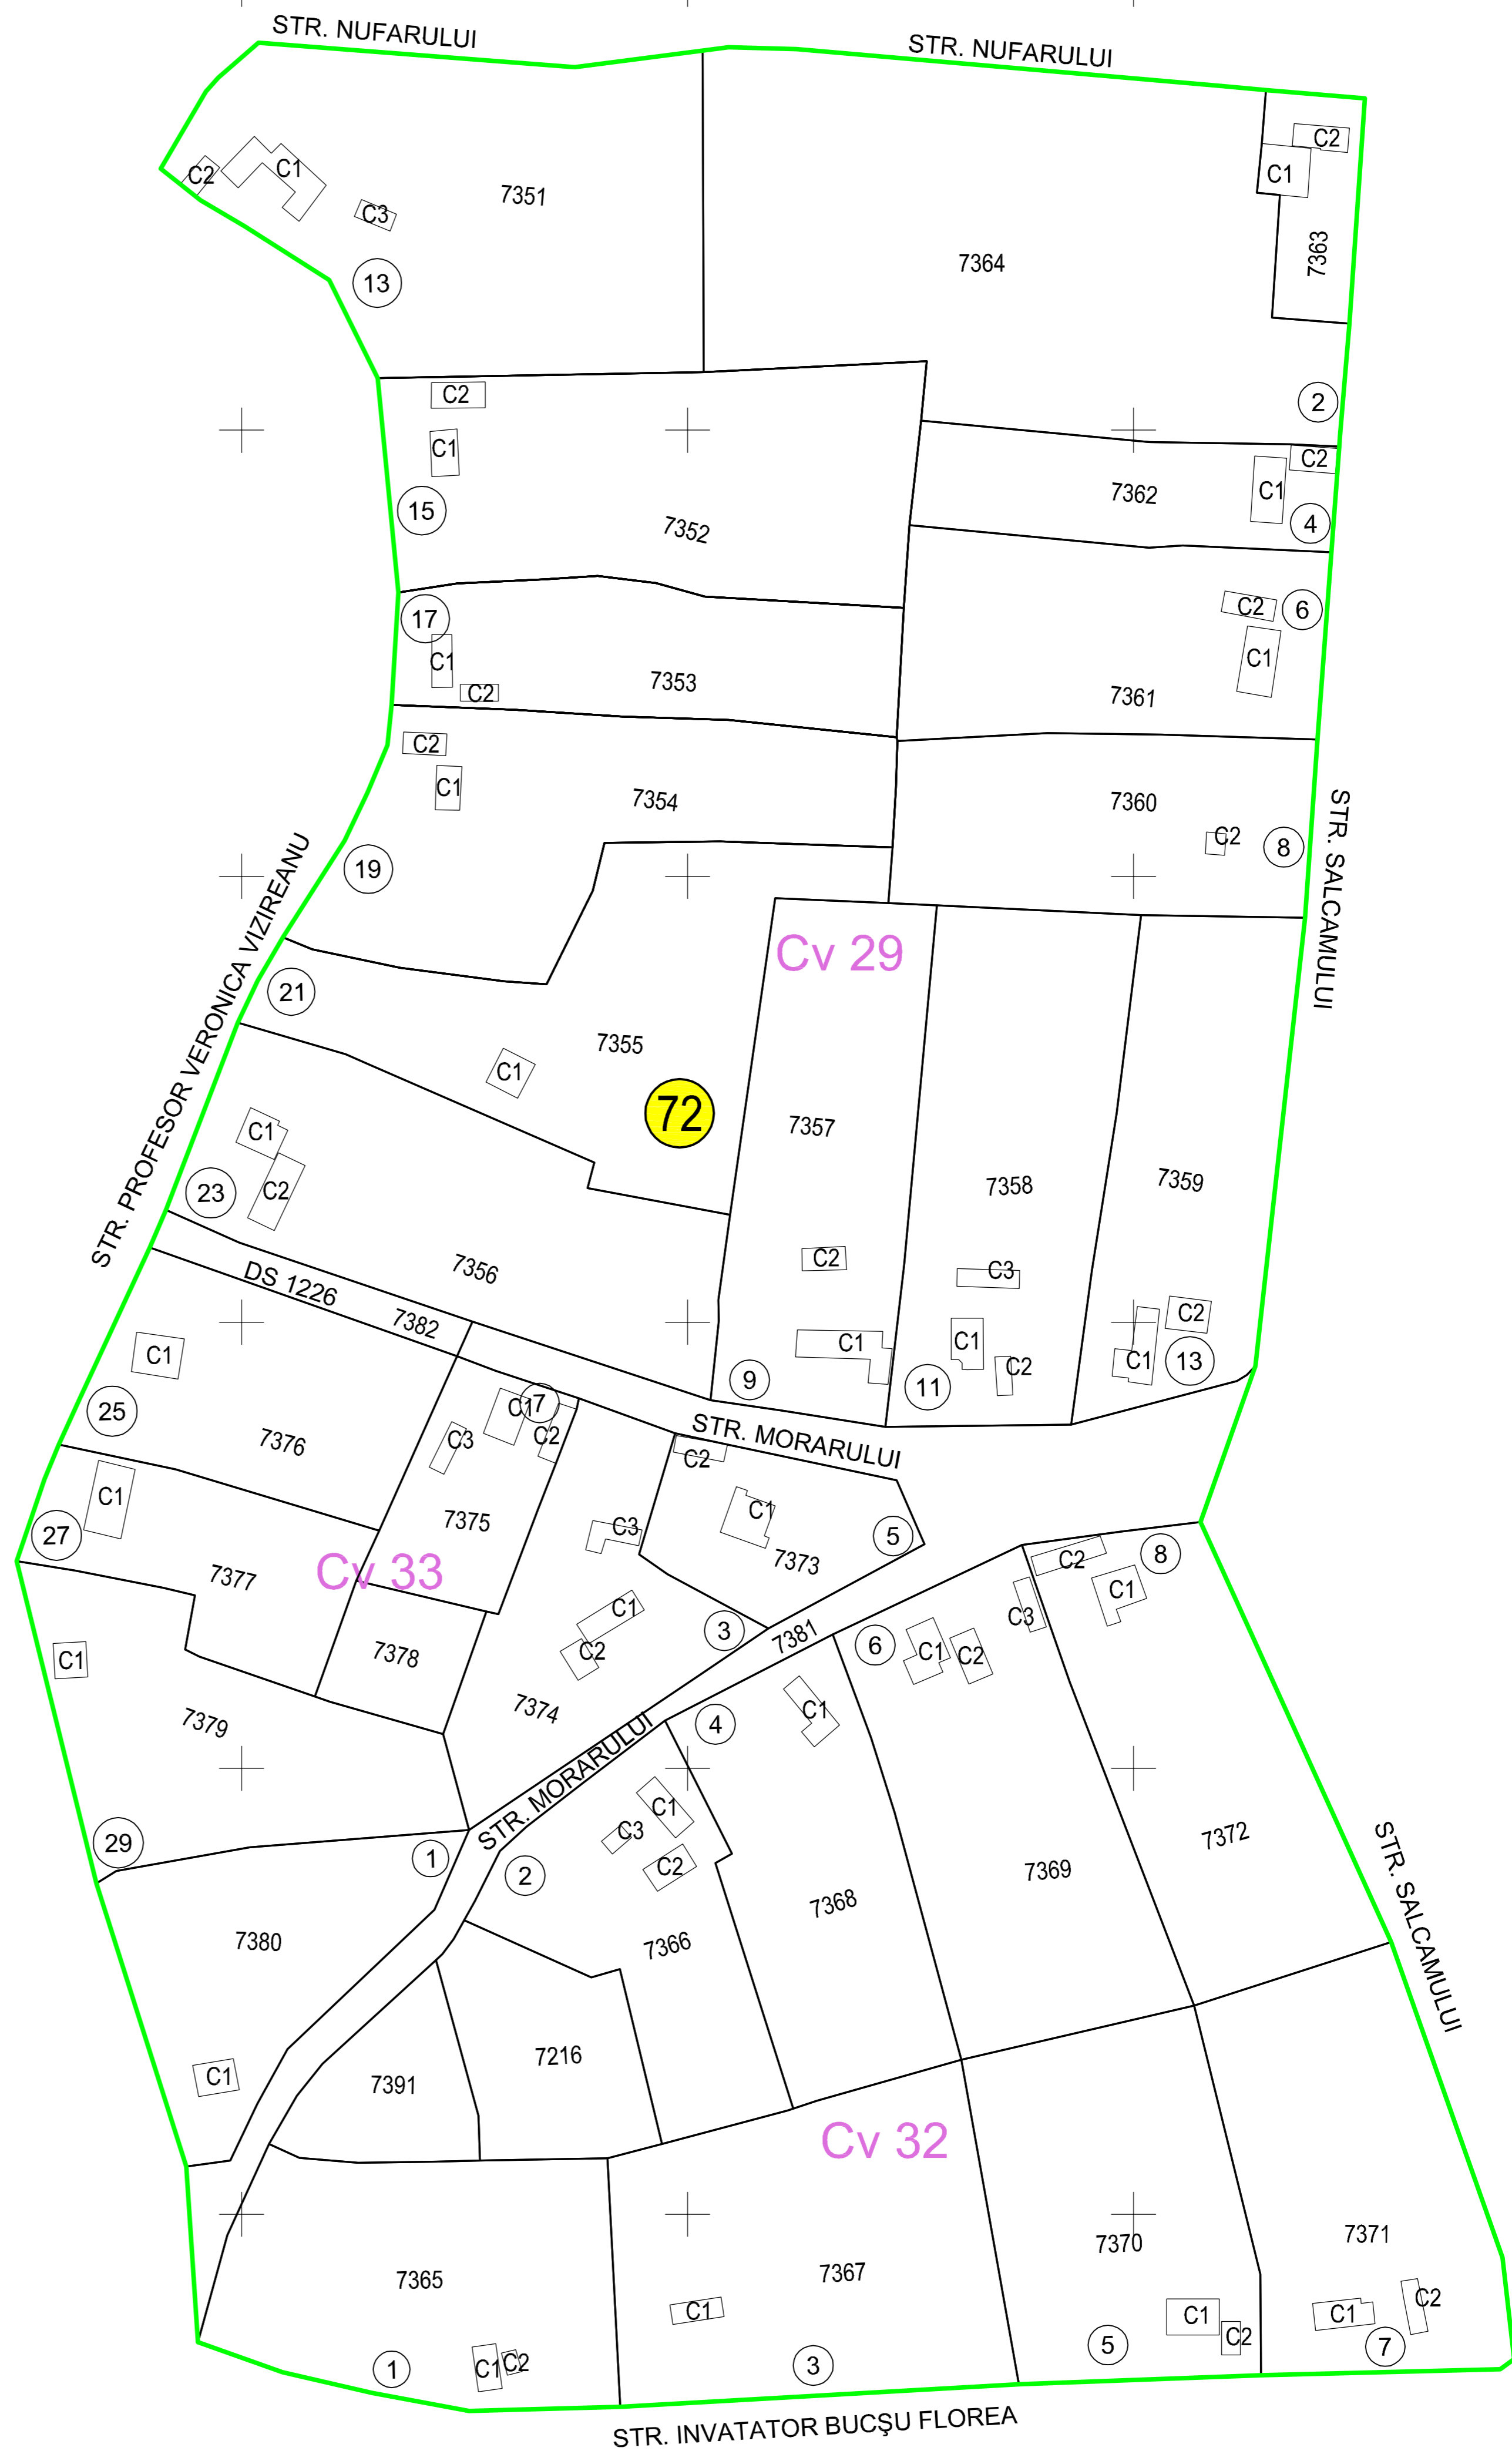 STR. NUFARULUI
STR. NUFARULUI
C2
C1
C2
C1
C3
7351
7363
7364
13
C2
2
C1
C2
C1
7362
15
4
7352
17
C2
6
C1
C1
C2
7353
7361
C2
C1
7354
7360
C2
8
STR. SALCAMULUI
19
STR. PROFESOR VERONICA VIZIREANU
Cv 29
21
7355
C1
72
7357
C1
23
C2
7358
7359
7356
C2
C3
DS 1226
7382
C2
C1
C1
C1
C2
C1
13
9
11
25
C1
7
C2
C3
STR. MORARULUI
C2
7376
C1
C1
7375
C3
5
27
Cv 33
7377
7373
C2
8
C1
C1
C3
3
7381
6
C1
C2
C1
C2
7378
7374
4
C1
7379
STR. MORARULUI
C1
C3
C2
29
1
2
7372
STR. SALCAMULUI
7369
7368
7380
7366
C1
7391
7216
Cv 32
7365
7367
7370
7371
C1
C1
C2
C1
C2
1
C1
C2
3
5
7
STR. INVATATOR BUCŞU FLOREA